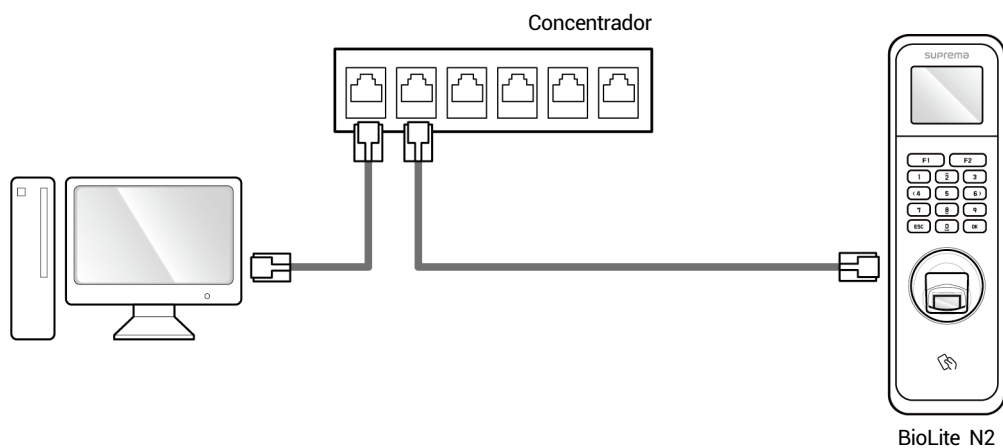 Concentrador
suprema
F1 F2
1 2 3
4 5 6
7 8 9
ESC 0 OK
BioLite N2